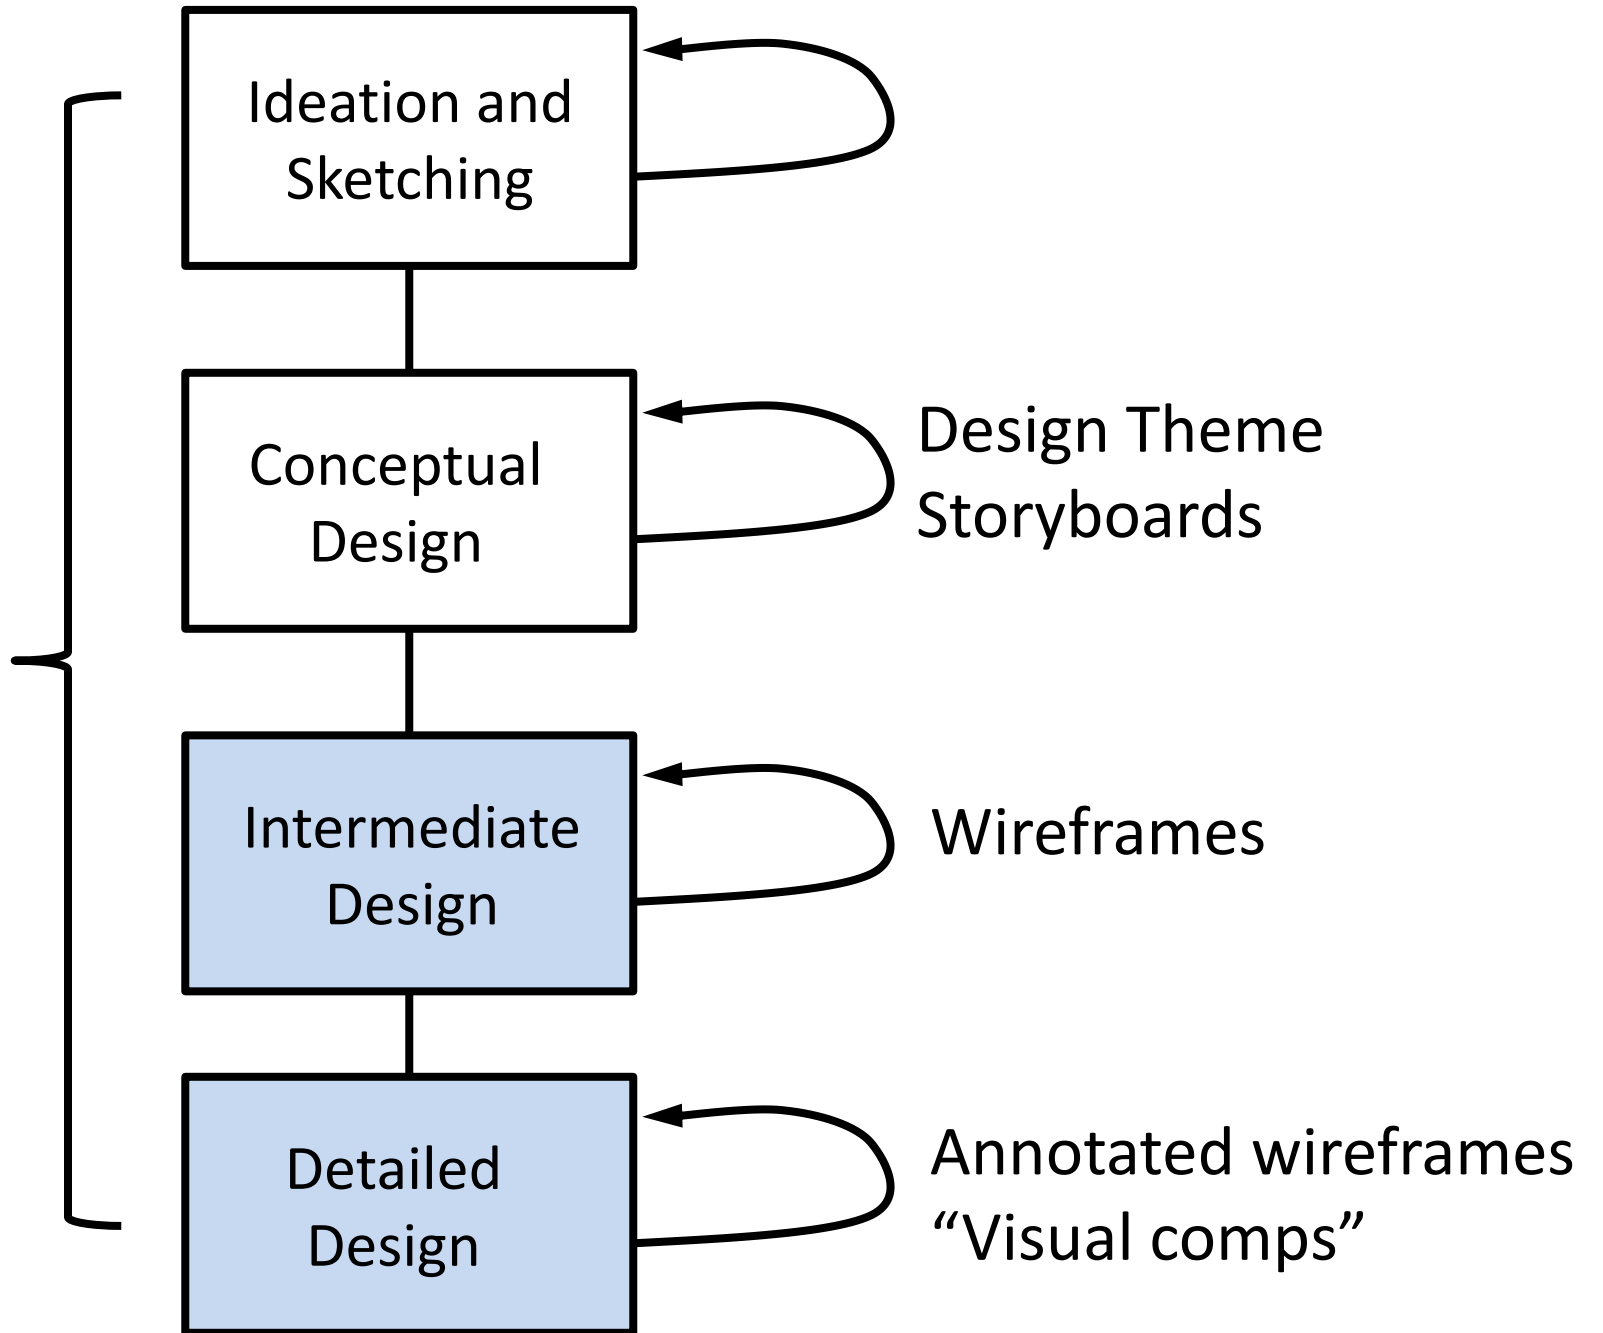 Ideation and
Sketching
Conceptual
Design
Design Theme
Storyboards
Intermediate
Design
Wireframes
Detailed
Design
Annotated wireframes
“Visual comps”